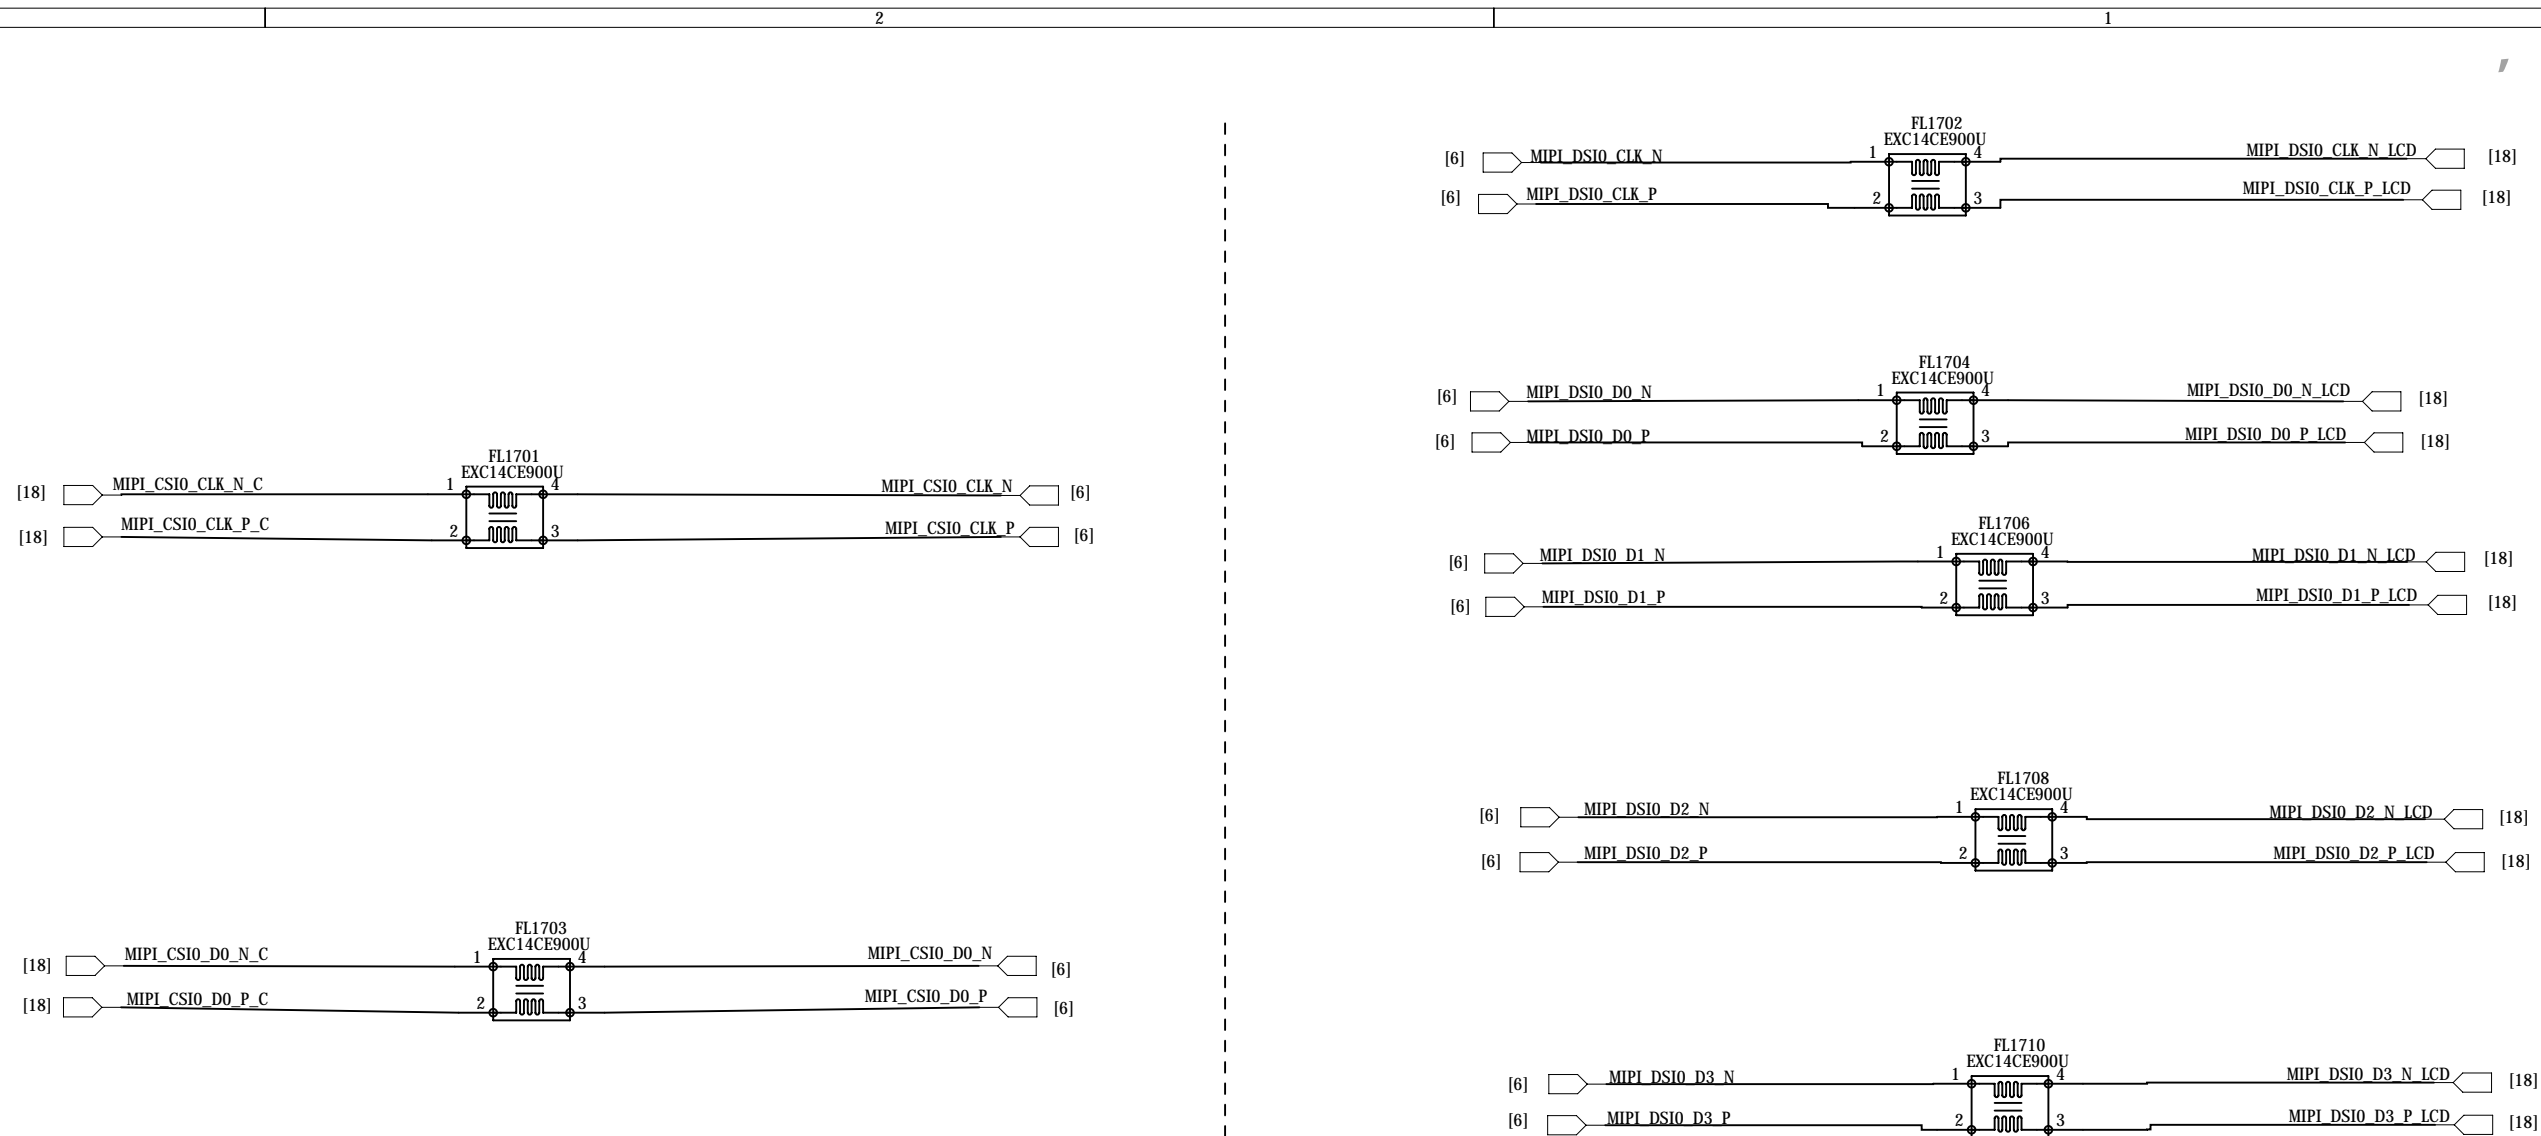 2
1
FL1702
EXC14CE900U
[6] MIPI_DSI0_CLK_N 1 4 MIPI_DSI0_CLK_N_LCD [18]
[6] MIPI_DSI0_CLK_P 2 3 MIPI_DSI0_CLK_P_LCD [18]
FL1704
EXC14CE900U
[6] MIPI_DSI0_D0_N 1 4 MIPI_DSI0_D0_N_LCD [18]
[6] MIPI_DSI0_D0_P 2 3 MIPI_DSI0_D0_P_LCD [18]
FL1701
EXC14CE900U
[18] MIPI_CSI0_CLK_N_C 1 4 MIPI_CSI0_CLK_N [6]
[18] MIPI_CSI0_CLK_P_C 2 3 MIPI_CSI0_CLK_P [6]
FL1706
EXC14CE900U
[6] MIPI_DSI0_D1_N 1 4 MIPI_DSI0_D1_N_LCD [18]
[6] MIPI_DSI0_D1_P 2 3 MIPI_DSI0_D1_P_LCD [18]
FL1708
EXC14CE900U
[6] MIPI_DSI0_D2_N 1 4 MIPI_DSI0_D2_N_LCD [18]
[6] MIPI_DSI0_D2_P 2 3 MIPI_DSI0_D2_P_LCD [18]
FL1703
EXC14CE900U
[18] MIPI_CSI0_D0_N_C 1 4 MIPI_CSI0_D0_N [6]
[18] MIPI_CSI0_D0_P_C 2 3 MIPI_CSI0_D0_P [6]
FL1710
EXC14CE900U
[6] MIPI_DSI0_D3_N 1 4 MIPI_DSI0_D3_N_LCD [18]
[6] MIPI_DSI0_D3_P 2 3 MIPI_DSI0_D3_P_LCD [18]